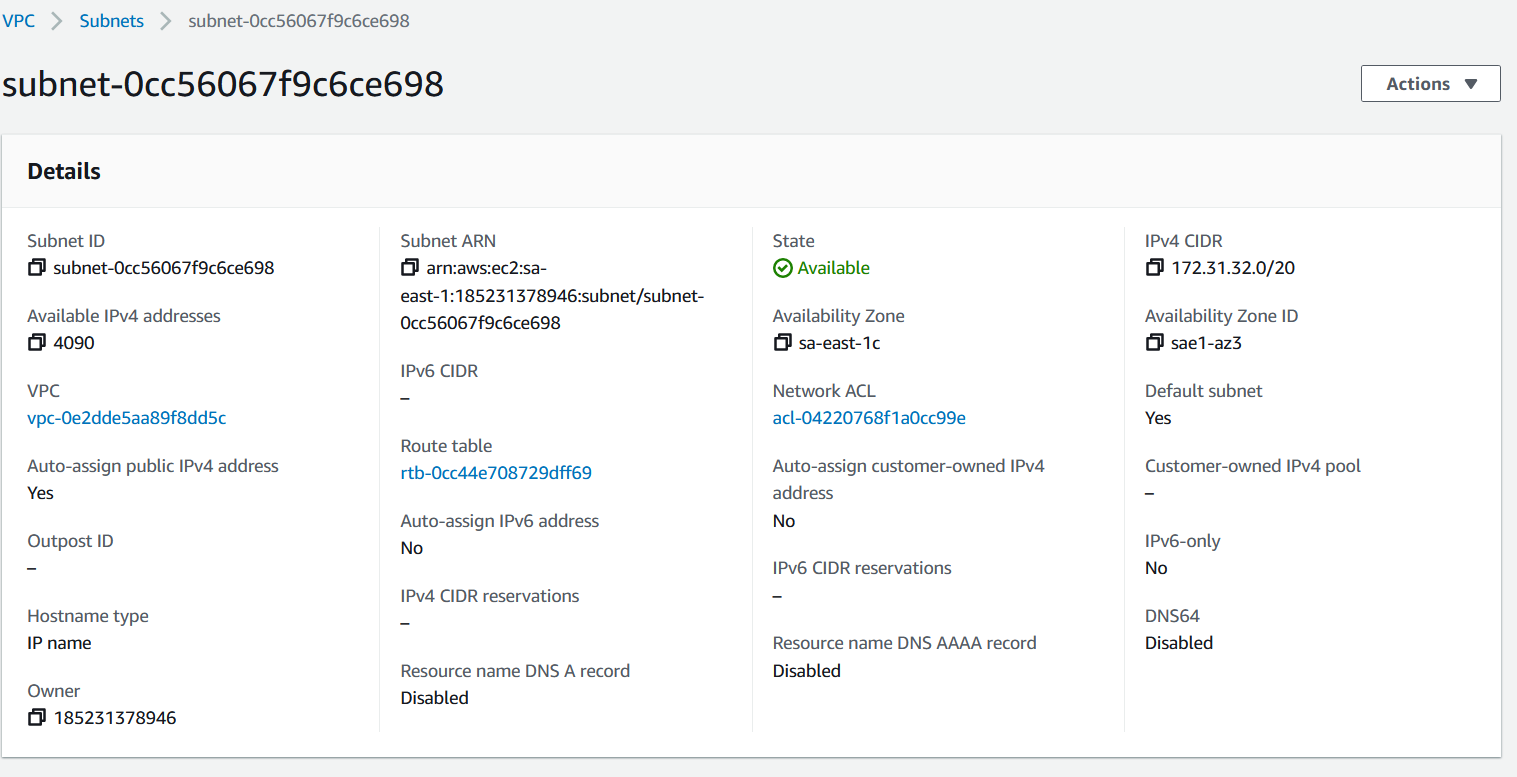 VPC > Subnets > subnet-0cc56067f9c6ce698
subnet-0cc56067f9c6ce698
Actions
Details
Subnet ID
subnet-0cc56067f9c6ce698
Available IPv4 addresses
4090
VPC
vpc-0e2dde5aa89f8dd5c
Auto-assign public IPv4 address
Yes
Outpost ID
–
Hostname type
IP name
Owner
185231378946
Subnet ARN
arn:aws:ec2:sa-
east-1:185231378946:subnet/subnet-
0cc56067f9c6ce698
IPv6 CIDR
–
Route table
rtb-0cc44e708729dff69
Auto-assign IPv6 address
No
IPv4 CIDR reservations
–
Resource name DNS A record
Disabled
State
Available
Availability Zone
sa-east-1c
Network ACL
acl-04220768f1a0cc99e
Auto-assign customer-owned IPv4
address
No
IPv6 CIDR reservations
–
Resource name DNS AAAA record
Disabled
IPv4 CIDR
172.31.32.0/20
Availability Zone ID
sae1-az3
Default subnet
Yes
Customer-owned IPv4 pool
–
IPv6-only
No
DNS64
Disabled